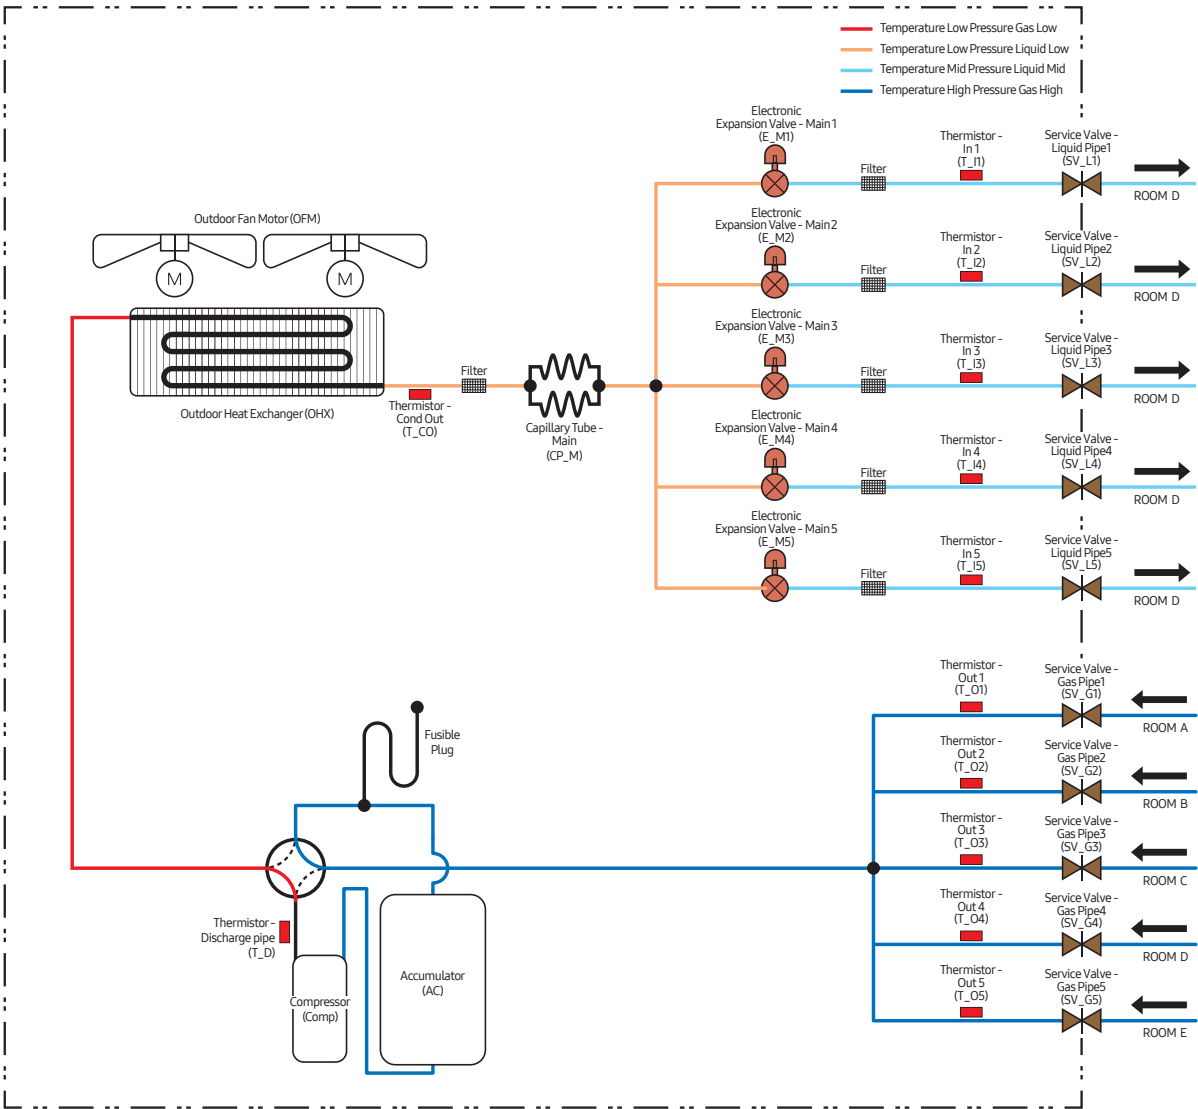 Temperature Low Pressure Gas Low
Temperature Low Pressure Liquid Low
Temperature Mid Pressure Liquid Mid
Temperature High Pressure Gas High
Electronic
Expansion Valve - Main 1
(E_M1)
Filter
Thermistor -
In 1
(T_I1)
Service Valve -
Liquid Pipe1
(SV_L1)
ROOM D
Outdoor Fan Motor (OFM)
M
M
Electronic
Expansion Valve - Main 2
(E_M2)
Filter
Thermistor -
In 2
(T_I2)
Service Valve -
Liquid Pipe2
(SV_L2)
ROOM D
Electronic
Expansion Valve - Main 3
(E_M3)
Filter
Thermistor -
In 3
(T_I3)
Service Valve -
Liquid Pipe3
(SV_L3)
ROOM D
Outdoor Heat Exchanger (OHX)
Thermistor -
Cond Out
(T_CO)
Filter
Capillary Tube -
Main
(CP_M)
Electronic
Expansion Valve - Main 4
(E_M4)
Filter
Thermistor -
In 4
(T_I4)
Service Valve -
Liquid Pipe4
(SV_L4)
ROOM D
Electronic
Expansion Valve - Main 5
(E_M5)
Filter
Thermistor -
In 5
(T_I5)
Service Valve -
Liquid Pipe5
(SV_L5)
ROOM D
Thermistor -
Out 1
(T_O1)
Service Valve -
Gas Pipe1
(SV_G1)
ROOM A
Fusible
Plug
Thermistor -
Out 2
(T_O2)
Service Valve -
Gas Pipe2
(SV_G2)
ROOM B
Thermistor -
Out 3
(T_O3)
Service Valve -
Gas Pipe3
(SV_G3)
ROOM C
Thermistor -
Out 4
(T_O4)
Service Valve -
Gas Pipe4
(SV_G4)
ROOM D
Thermistor -
Discharge pipe
(T_D)
Compressor
(Comp)
Accumulator
(AC)
Thermistor -
Out 5
(T_O5)
Service Valve -
Gas Pipe5
(SV_G5)
ROOM E